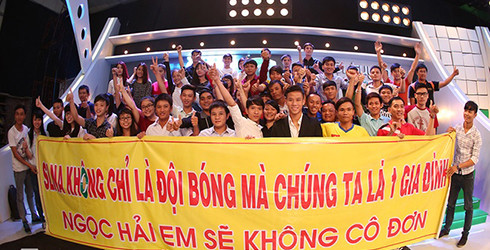 SLNA KHÔNG CHỈ LÀ ĐỘI BÓNG MÀ CHÚNG TA LÀ 1 GIA ĐÌNH
NGỌC HẢI EM SẼ KHÔNG CÔ ĐƠN